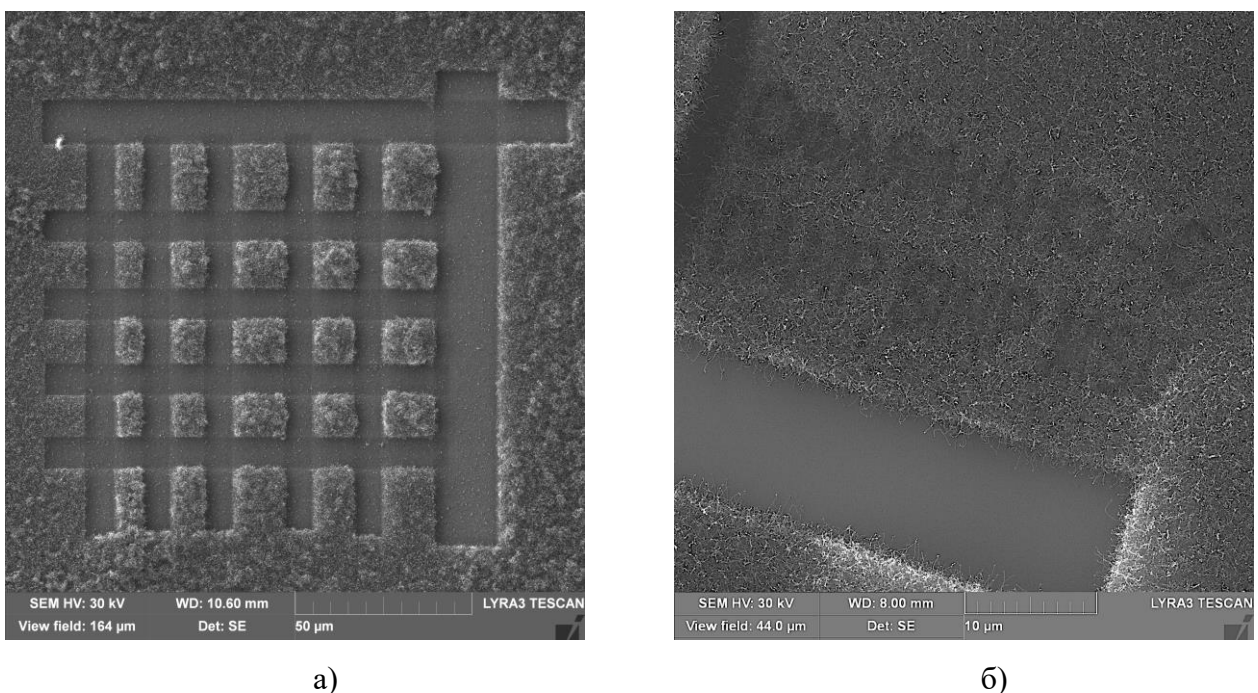 SEM HV: 30 kV WD: 10.60 mm LYRA3 TESCAN
View field: 164 µm Det: SE 50 µm
SEM HV: 30 kV WD: 8.00 mm LYRA3 TESCAN
View field: 44.0 µm Det: SE 10 µm
а) б)